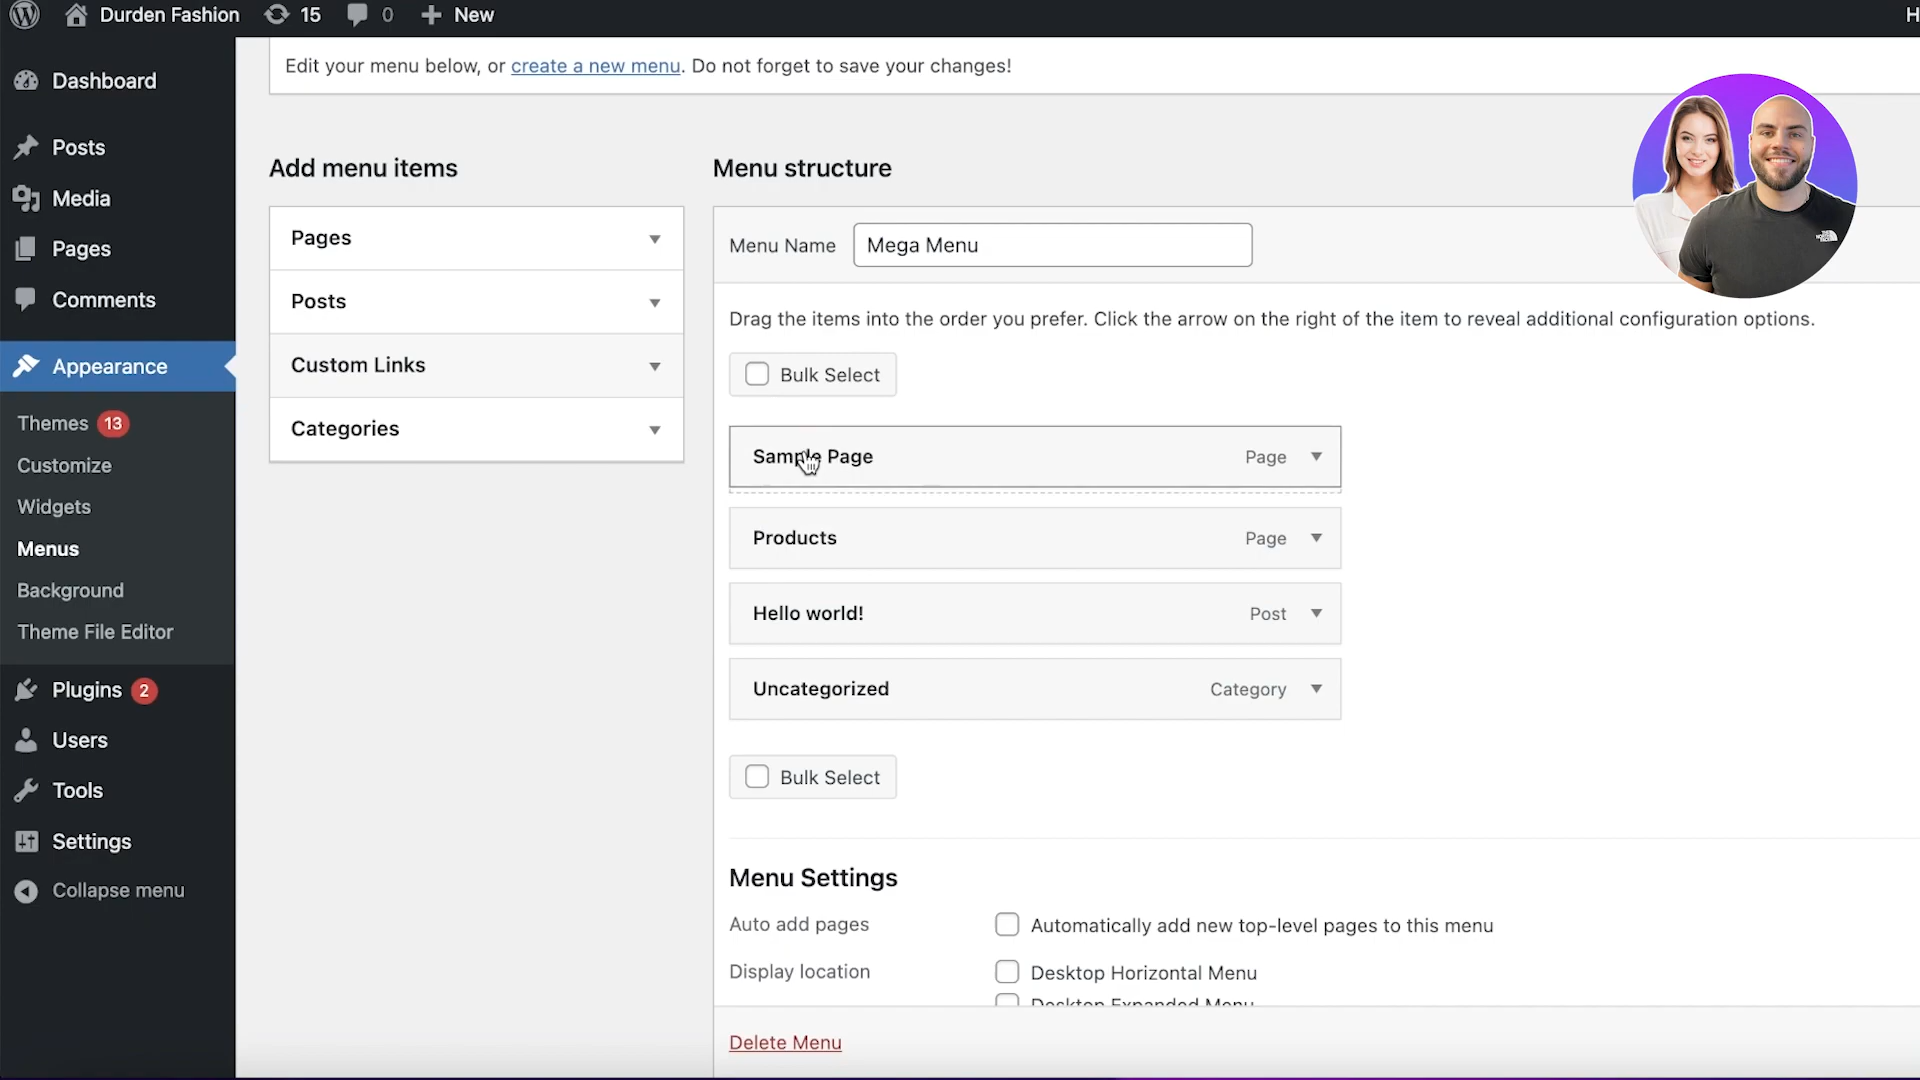 Durden Fashion 15 0 New H
Dashboard
Posts
Media
Pages
Comments
Appearance
Themes 13
Customize
Widgets
Menus
Background
Theme File Editor
Plugins 2
Users
Tools
Settings
Collapse menu
Edit your menu below, or create a new menu. Do not forget to save your changes!
Add menu items
Pages
Posts
Custom Links
Categories
Menu structure
Menu Name Mega Menu
Drag the items into the order you prefer. Click the arrow on the right of the item to reveal additional configuration options.
Bulk Select
Sample Page Page
Products Page
Hello world! Post
Uncategorized Category
Bulk Select
Menu Settings
Auto add pages Automatically add new top-level pages to this menu
Display location Desktop Horizontal Menu
Desktop Expanded Menu
Delete Menu